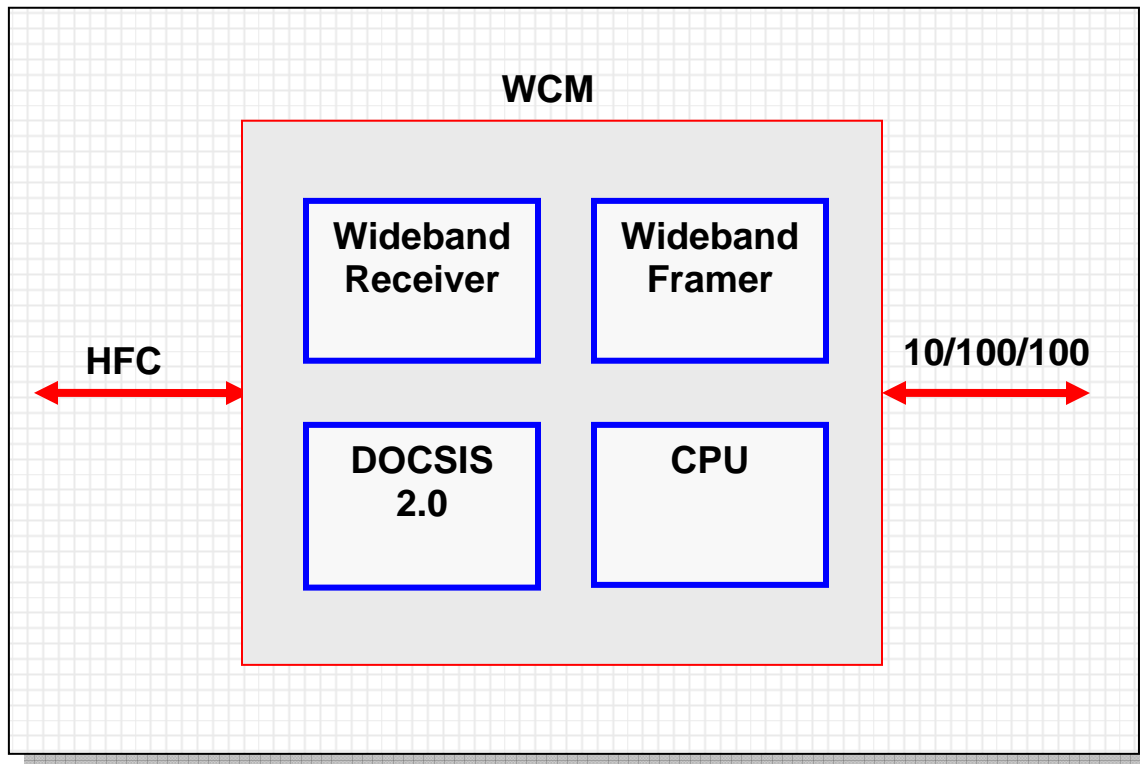 WCM
Wideband
Receiver
Wideband
Framer
HFC
10/100/100
DOCSIS
2.0
CPU